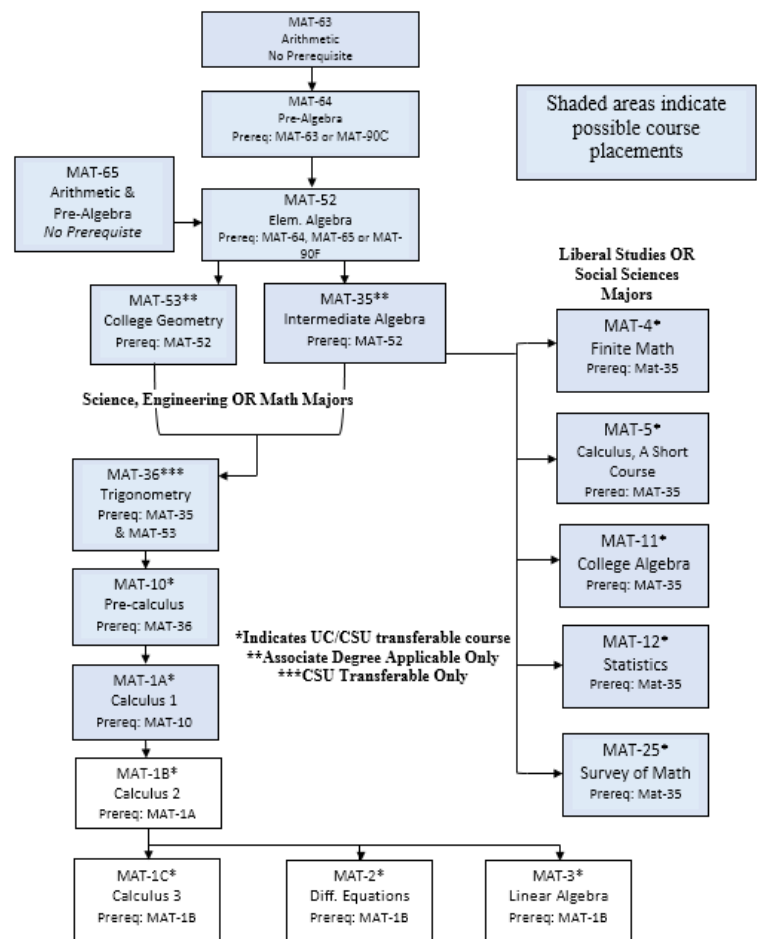 MAT-63
Arithmetic
No Prerequisite
MAT-64
Pre-Algebra
Prereq: MAT-63 or MAT-90C
Shaded areas indicate
possible course
placements
MAT-65
Arithmetic &
Pre-Algebra
No Prerequiste
MAT-52
Elem. Algebra
Prereq: MAT-64, MAT-65 or MAT-
90F
Liberal Studies OR
Social Sciences
Majors
MAT-53**
College Geometry
Prereq: MAT-52
MAT-35**
Intermediate Algebra
Prereq: MAT-52
MAT-4*
Finite Math
Prereq: Mat-35
Science, Engineering OR Math Majors
MAT-5*
Calculus, A Short
Course
Prereq: MAT-35
MAT-36***
Trigonometry
Prereq: MAT-35
& MAT-53
MAT-11*
College Algebra
Prereq: MAT-35
MAT-10*
Pre-calculus
Prereq: MAT-36
*Indicates UC/CSU transferable course
**Associate Degree Applicable Only
***CSU Transferable Only
MAT-12*
Statistics
Prereq: Mat-35
MAT-1A*
Calculus 1
Prereq: MAT-10
MAT-25*
Survey of Math
Prereq: Mat-35
MAT-1B*
Calculus 2
Prereq: MAT-1A
MAT-1C*
Calculus 3
Prereq: MAT-1B
MAT-2*
Diff. Equations
Prereq: MAT-1B
MAT-3*
Linear Algebra
Prereq: MAT-1B